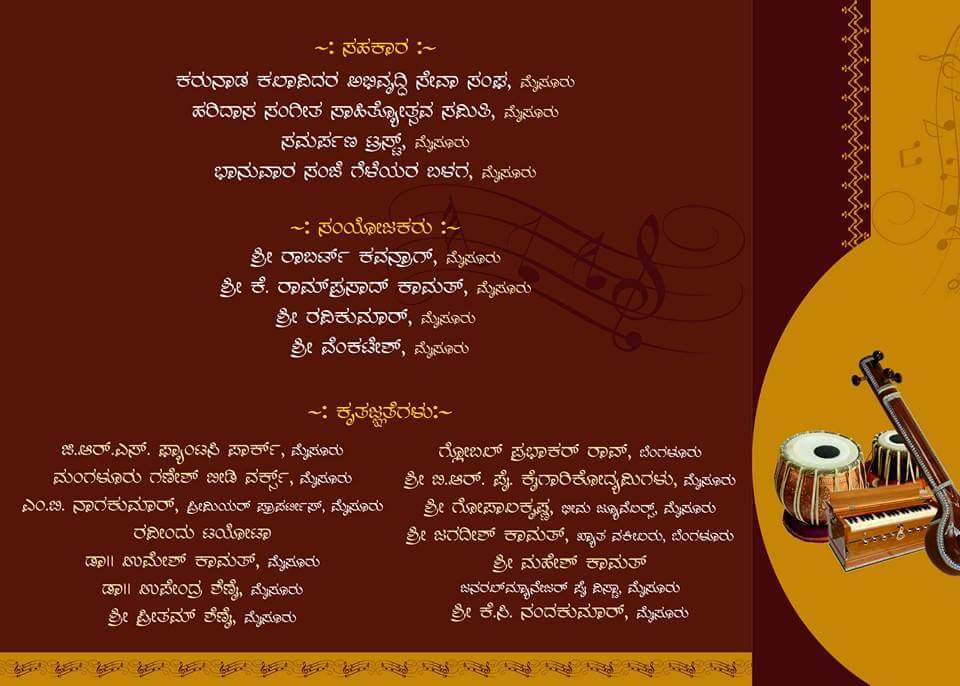 ~: ಸಹಕಾರ :~
ಕರುನಾಡ ಕಲಾವಿದರ ಅಭಿವೃದ್ಧಿ ಸೇವಾ ಸಂಘ, ಮೈಸೂರು
ಹರಿದಾಸ ಸಂಗೀತ ಸಾಹಿತ್ಯೋತ್ಸವ ಸಮಿತಿ, ಮೈಸೂರು
ಸಮರ್ಪಣ ಟ್ರಸ್ಟ್, ಮೈಸೂರು
ಭಾನುವಾರ ಸಂಜೆ ಗೆಳೆಯರ ಬಳಗ, ಮೈಸೂರು
~: ಸಂಯೋಜಕರು :~
ಶ್ರೀ ರಾಬರ್ಟ್ ಕವನ್ರಾಗ್, ಮೈಸೂರು
ಶ್ರೀ ಕೆ. ರಾಮ್‌ಪ್ರಸಾದ್ ಕಾಮತ್, ಮೈಸೂರು
ಶ್ರೀ ರವಿಕುಮಾರ್, ಮೈಸೂರು
ಶ್ರೀ ವೆಂಕಟೇಶ್, ಮೈಸೂರು
~: ಕೃತಜ್ಞತೆಗಳು:~
ಜಿ.ಆರ್.ಎಸ್. ಫ್ಯಾಂಟಸಿ ಪಾರ್ಕ್, ಮೈಸೂರು
ಮಂಗಳೂರು ಗಣೇಶ್ ಬೀಡಿ ವರ್ಕ್ಸ್, ಮೈಸೂರು
ಎಂ.ಬಿ. ನಾಗಕುಮಾರ್, ಪ್ರೀಮಿಯರ್ ಪ್ರಾಪರ್ಟೀಸ್, ಮೈಸೂರು
ರವೀಂದು ಟಯೋಟಾ
ಡಾ|| ಉಮೇಶ್ ಕಾಮತ್, ಮೈಸೂರು
ಡಾ|| ಉಪೇಂದ್ರ ಶೆಣೈ, ಮೈಸೂರು
ಶ್ರೀ ಪ್ರೀತಮ್ ಶೆಣೈ, ಮೈಸೂರು
ಗ್ಲೋಬಲ್ ಪ್ರಭಾಕರ್ ರಾವ್, ಬೆಂಗಳೂರು
ಶ್ರೀ ಬಿ.ಆರ್. ಪೈ, ಕೈಗಾರಿಕೋದ್ಯಮಿಗಳು, ಮೈಸೂರು
ಶ್ರೀ ಗೋಪಾಲಕೃಷ್ಣ, ಭೀಮ ಜ್ಯೂವೆಲರ್ಸ್, ಮೈಸೂರು
ಶ್ರೀ ಜಗದೀಶ್ ಕಾಮತ್, ಖ್ಯಾತ ವಕೀಲರು, ಬೆಂಗಳೂರು
ಶ್ರೀ ಮಹೇಶ್ ಕಾಮತ್
ಜನರಲ್‌ಮ್ಯಾನೇಜರ್ ಪೈ ವಿಸ್ಟಾ, ಮೈಸೂರು
ಶ್ರೀ ಕೆ.ಸಿ. ನಂದಕುಮಾರ್, ಮೈಸೂರು